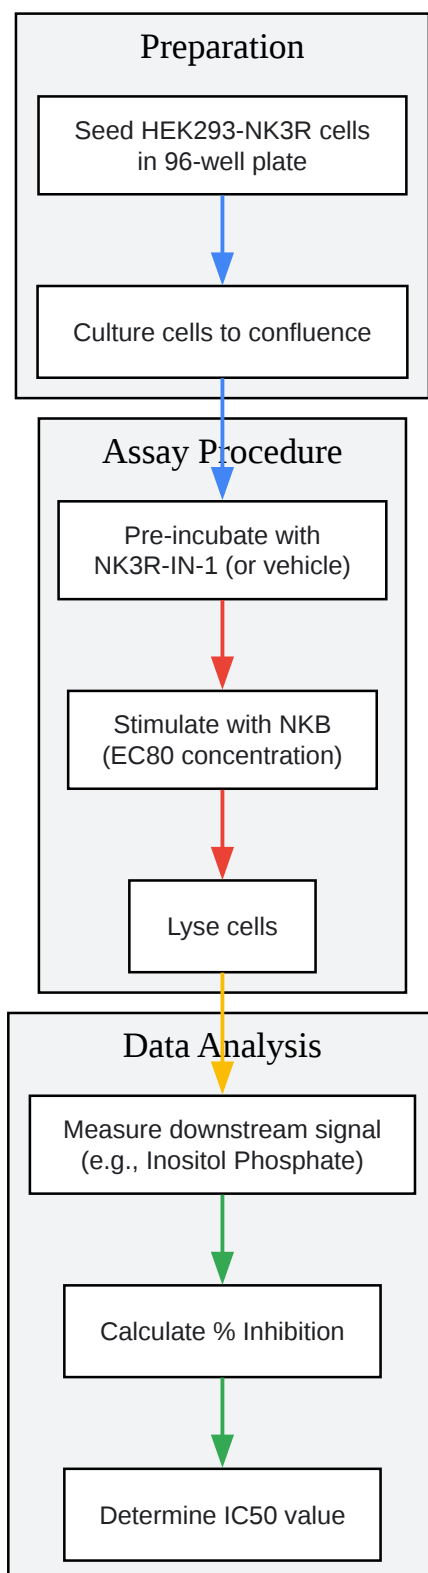 Preparation
Seed HEK293-NK3R cells
in 96-well plate
Culture cells to confluence
Assay Procedure
Pre-incubate with
NK3R-IN-1 (or vehicle)
Stimulate with NKB
(EC80 concentration)
Lyse cells
Data Analysis
Measure downstream signal
(e.g., Inositol Phosphate)
Calculate % Inhibition
Determine IC50 value